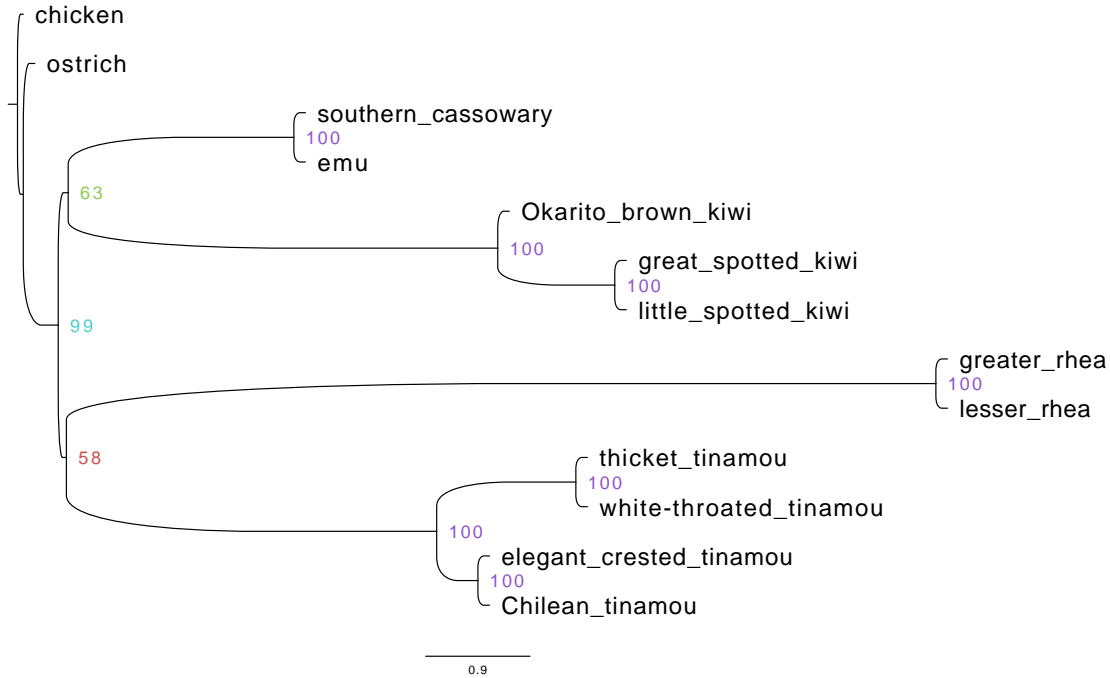 chicken
ostrich
southern_cassowary
100
emu
63
Okarito_brown_kiwi
100
great_spotted_kiwi
100
little_spotted_kiwi
99
greater_rhea
100
lesser_rhea
58
thicket_tinamou
100
white-throated_tinamou
100
elegant_crested_tinamou
100
Chilean_tinamou
0.9